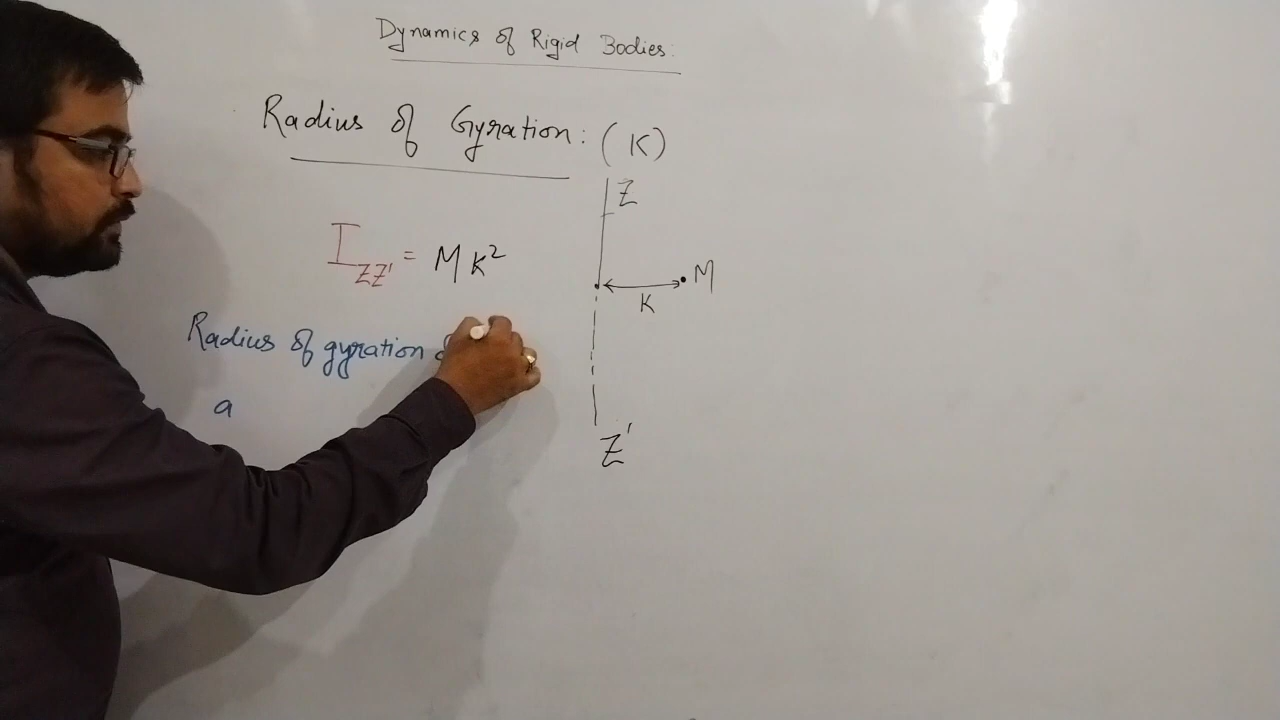 Dynamics of Rigid Bodies:
Radius of Gyration: (K)
Z
I_ZZ' = MK²
M
K
Radius of gyration
a
Z'